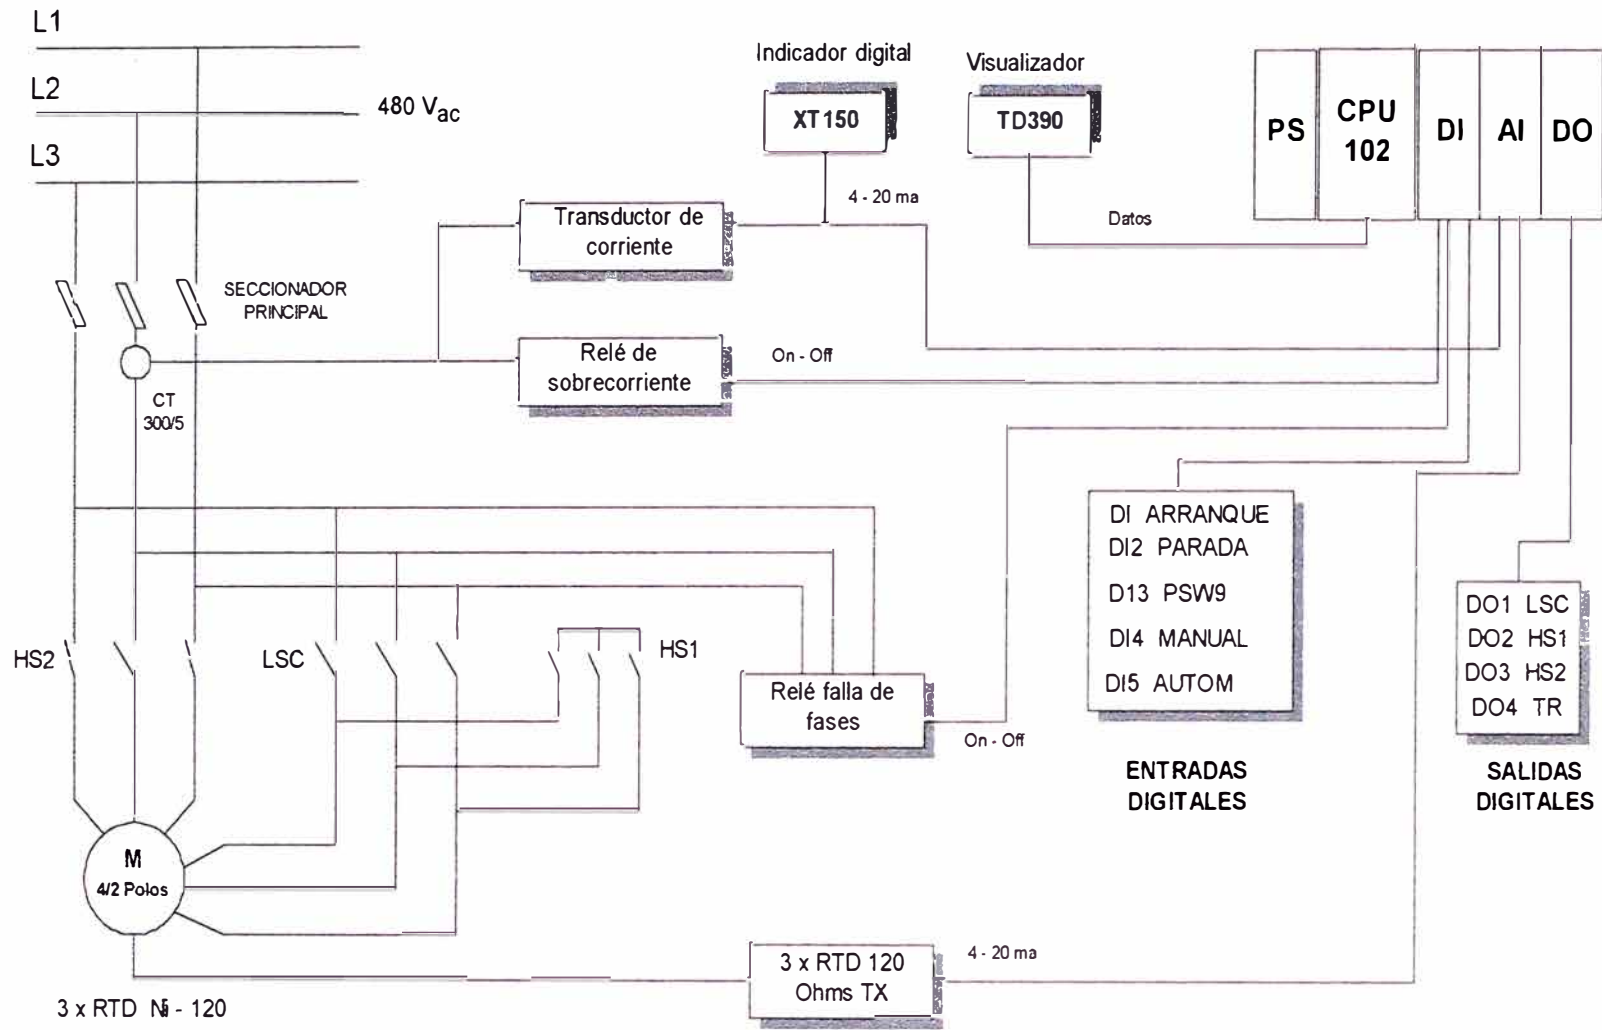 L1
L2
480 Vac
L3
Indicador digital
XT150
Visualizador
TD390
PS
CPU
102
DI
AI
DO
4 - 20 ma
Datos
Transductor de
corriente
SECCIONADOR
PRINCIPAL
Relé de
sobrecorriente
On - Off
CT
300/5
DI ARRANQUE
DI2 PARADA
D13 PSW9
DI4 MANUAL
DI5 AUTOM
ENTRADAS
DIGITALES
DO1 LSC
DO2 HS1
DO3 HS2
DO4 TR
SALIDAS
DIGITALES
HS2
LSC
HS1
Relé falla de
fases
On - Off
M
4/2 Polos
3 x RTD 120
Ohms TX
4 - 20 ma
3 x RTD Ni - 120